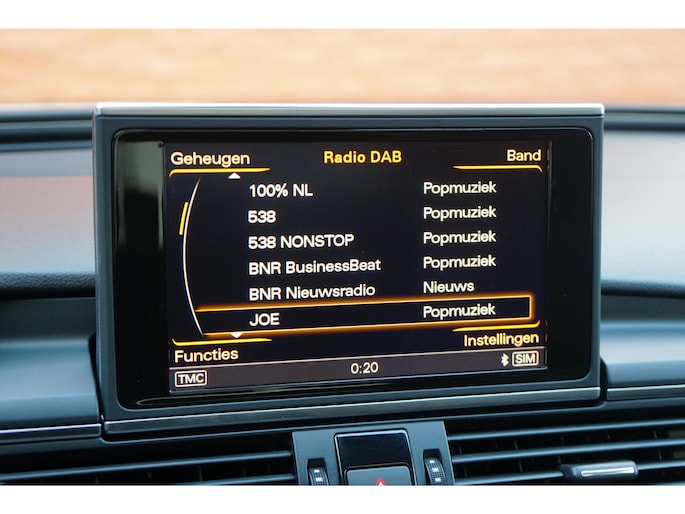 Geheugen Radio DAB Band
100% NL Popmuziek
538 Popmuziek
538 NONSTOP Popmuziek
BNR BusinessBeat Popmuziek
BNR Nieuwsradio Nieuws
JOE Popmuziek
Functies Instellingen
TMC 0:20 SIM